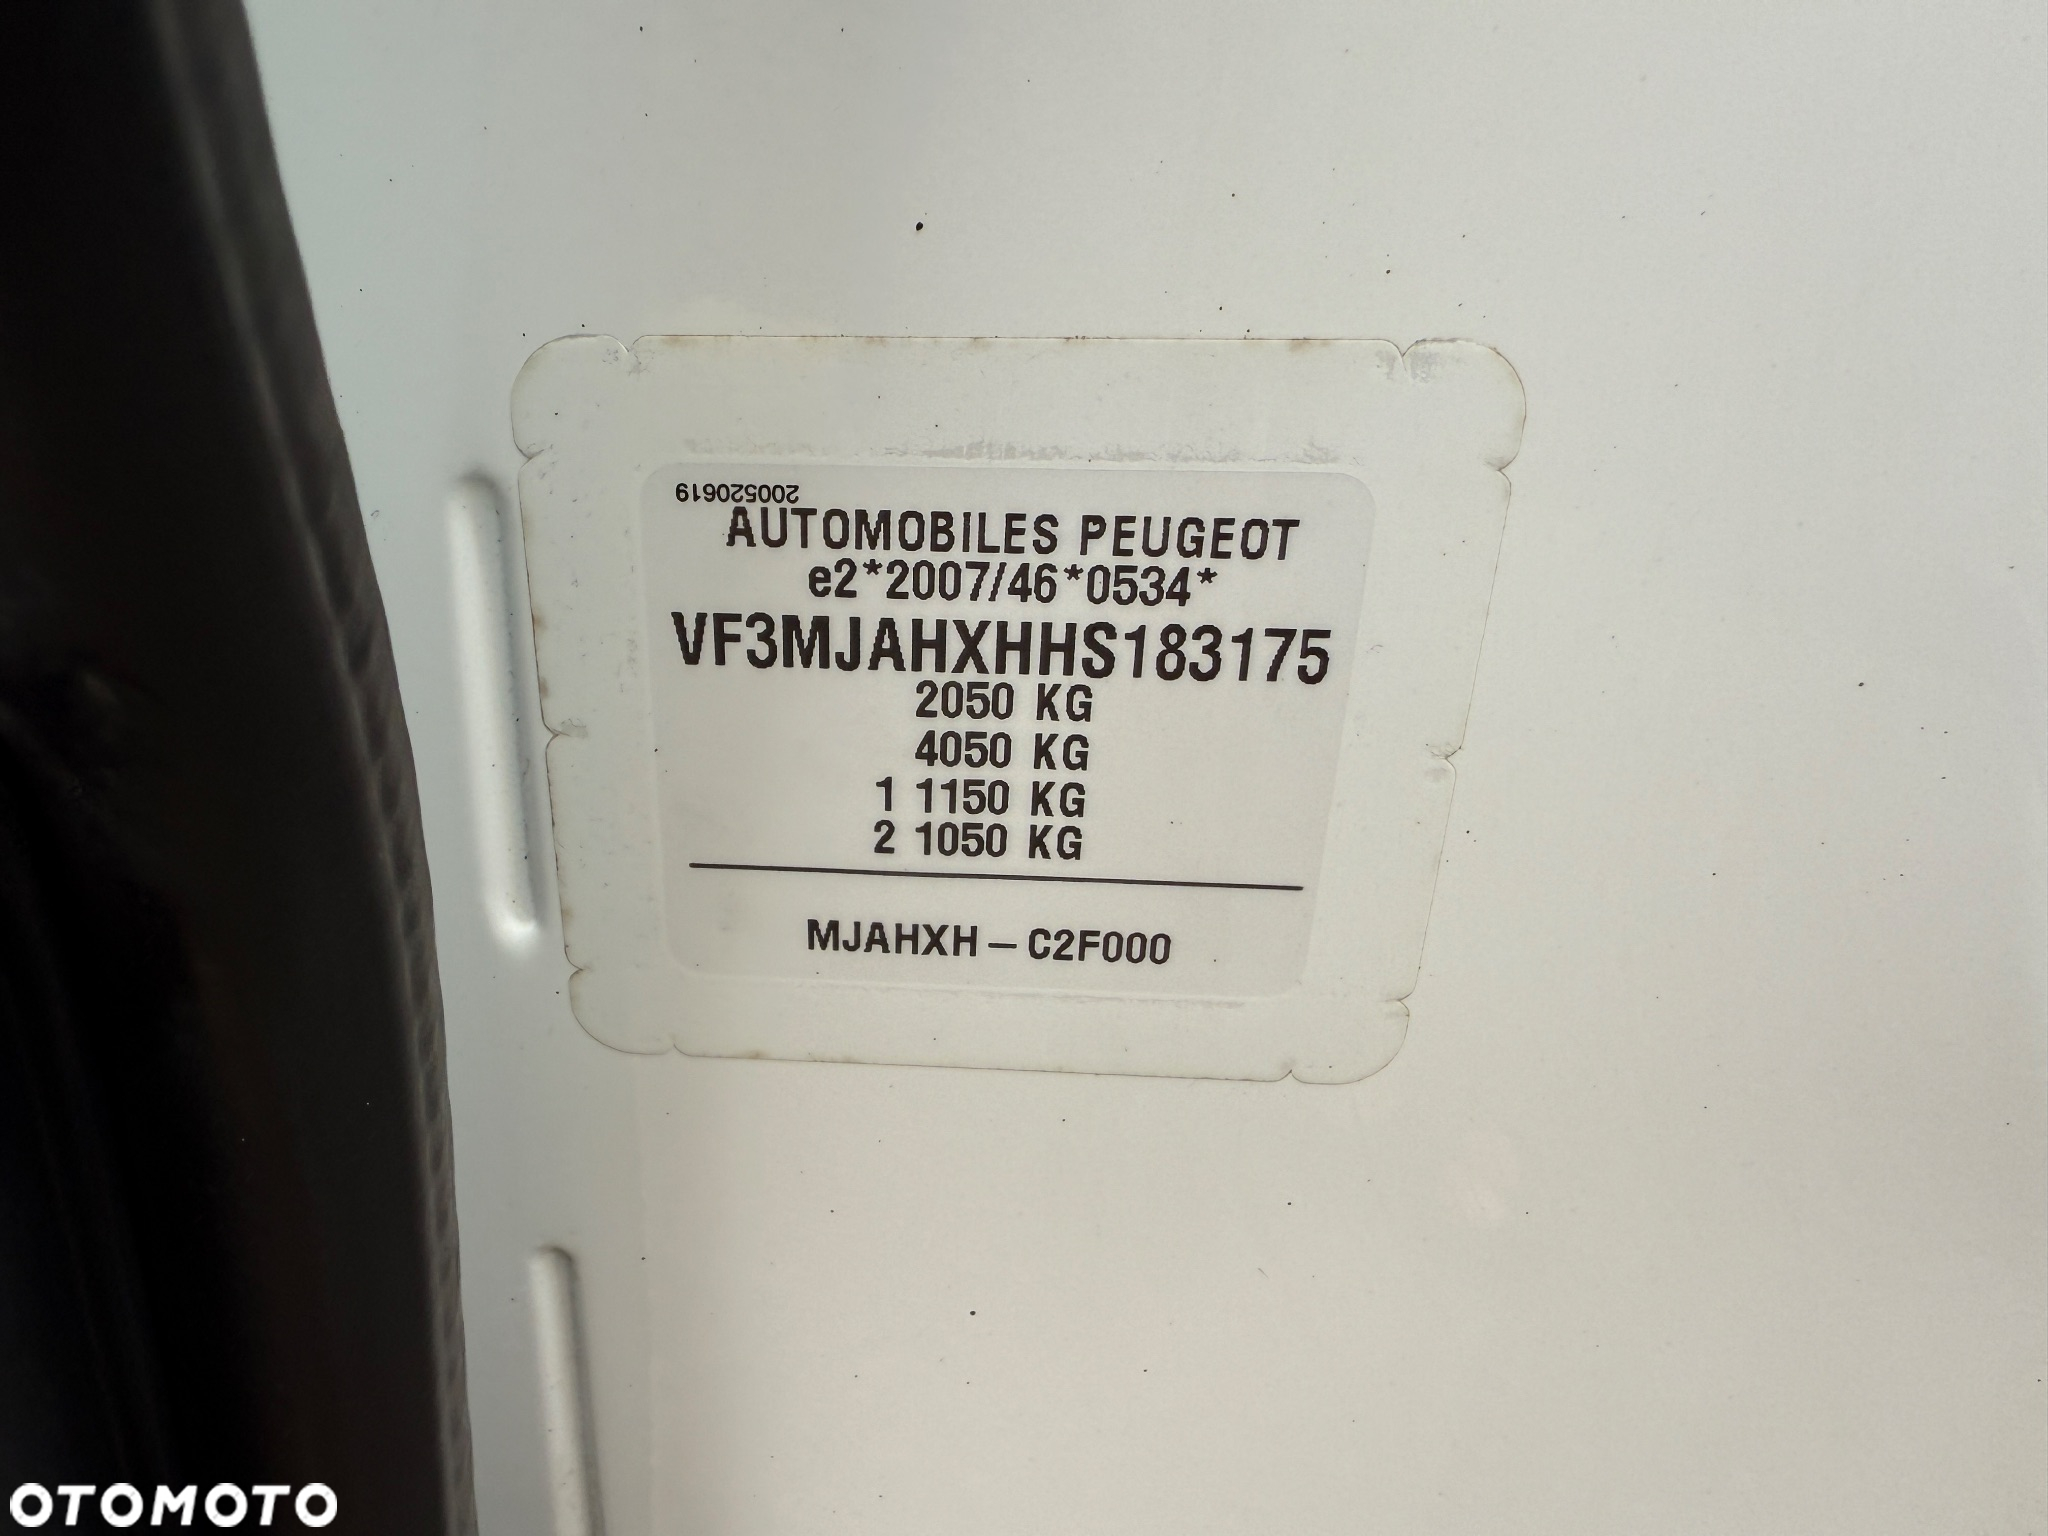 200520619
AUTOMOBILES PEUGEOT
e2*2007/46*0534*
VF3MJAHXHHS183175
2050 KG
4050 KG
1 1150 KG
2 1050 KG
MJAHXH – C2F000
OTOMOTO